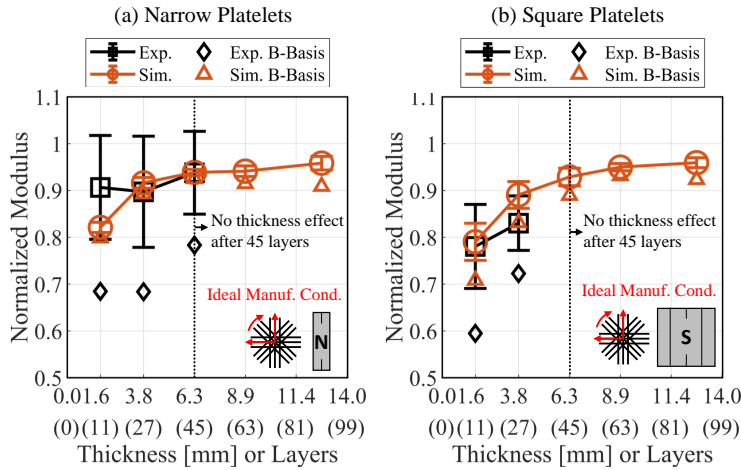 (a) Narrow Platelets
Exp.
Exp. B-Basis
Sim.
Sim. B-Basis
Normalized Modulus
1.1
1
0.9
0.8
0.7
0.6
0.5
No thickness effect
after 45 layers
Ideal Manuf. Cond.
N
0.01.6 3.8 6.3 8.9 11.4 14.0
(0) (11) (27) (45) (63) (81) (99)
Thickness [mm] or Layers
(b) Square Platelets
Exp.
Exp. B-Basis
Sim.
Sim. B-Basis
Normalized Modulus
1.1
1
0.9
0.8
0.7
0.6
0.5
No thickness effect
after 45 layers
Ideal Manuf. Cond.
S
0.01.6 3.8 6.3 8.9 11.4 14.0
(0) (11) (27) (45) (63) (81) (99)
Thickness [mm] or Layers